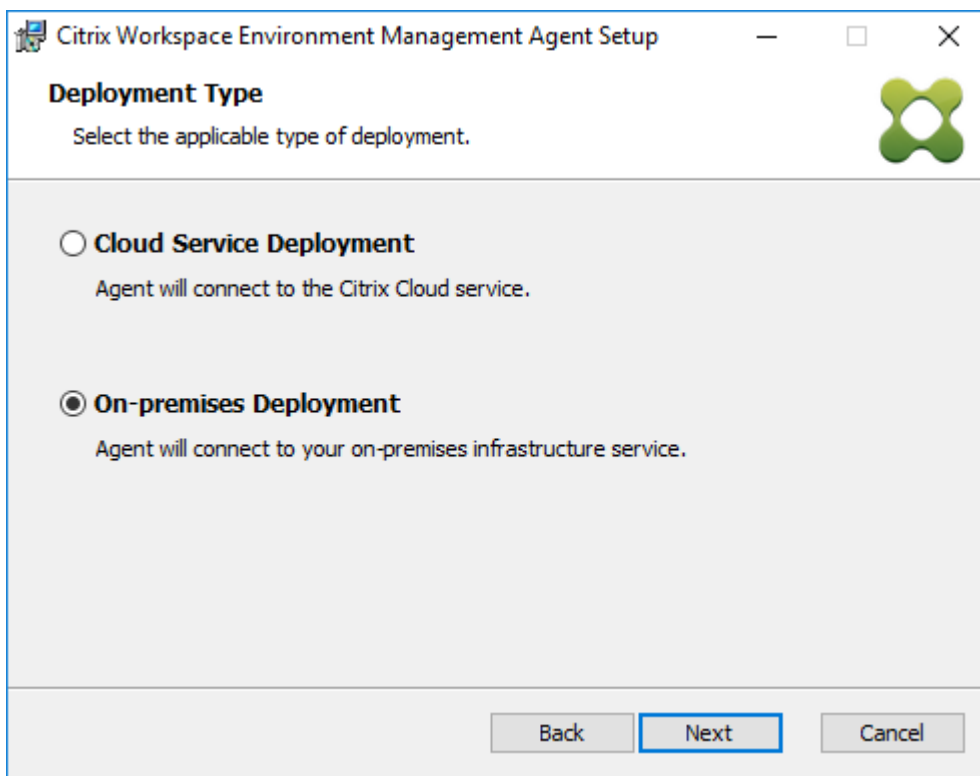 Citrix Workspace Environment Management Agent Setup
Deployment Type
Select the applicable type of deployment.
Cloud Service Deployment
Agent will connect to the Citrix Cloud service.
On-premises Deployment
Agent will connect to your on-premises infrastructure service.
Back Next Cancel